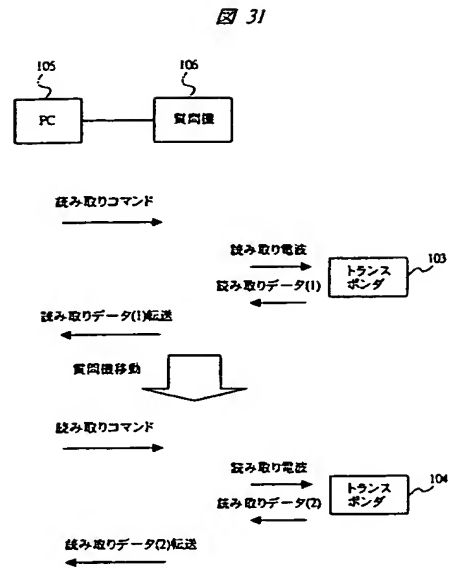 図 31
105
106
PC
質問機
読み取りコマンド
読み取り電波
読み取りデータ(1)
トランス
ポンダ
103
読み取りデータ(1)転送
質問機移動
読み取りコマンド
読み取り電波
読み取りデータ(2)
トランス
ポンダ
104
読み取りデータ(2)転送